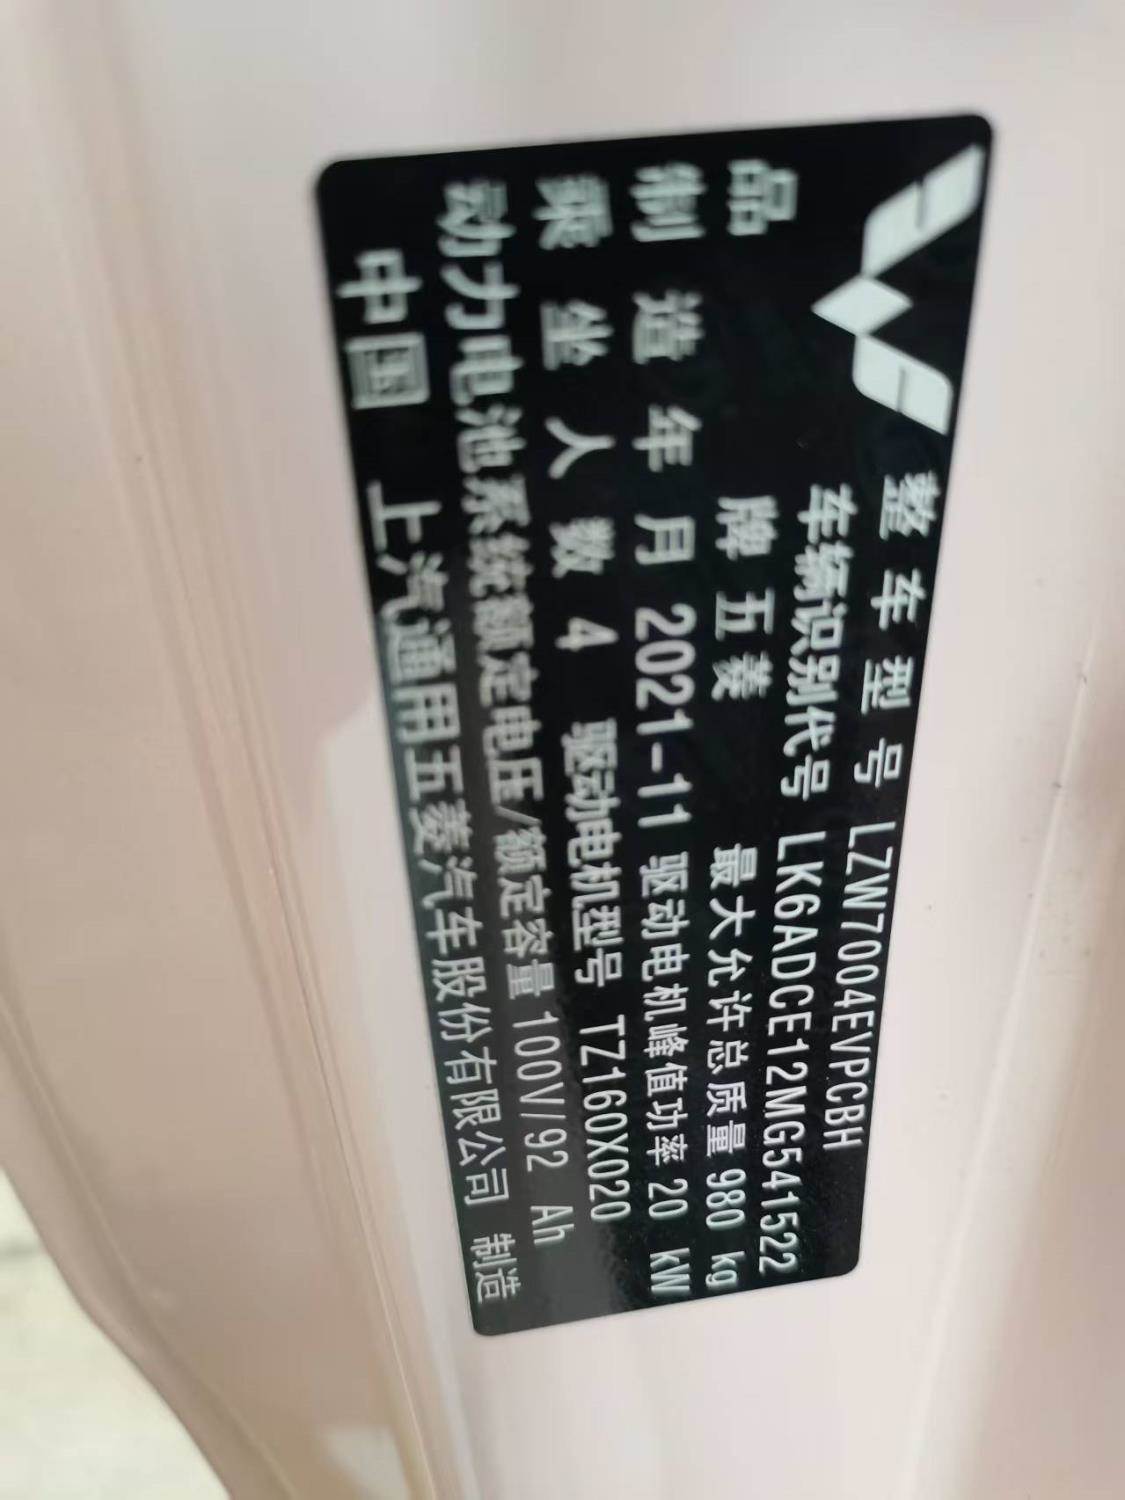 整车型号 LZW7004EVPCBH
车辆识别代号 LK6ADCE12MG541522
品牌 五菱 最大允许总质量 980 kg
制造年月 2021-11 驱动电机峰值功率 20 kW
乘坐人数 4 驱动电机型号 TZ160X020
动力电池系统额定电压/额定容量 100V/92 Ah
中国 上汽通用五菱汽车股份有限公司 制造